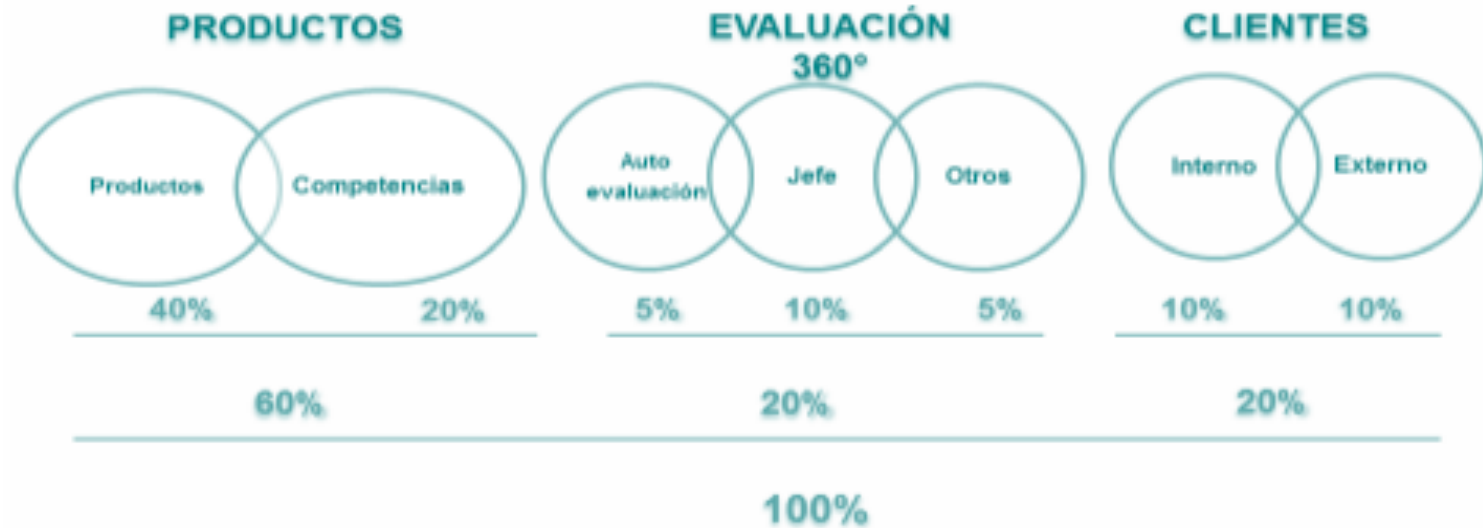 PRODUCTOS
EVALUACIÓN
360°
CLIENTES
Productos
Competencias
Auto
evaluación
Jefe
Otros
Interno
Externo
40%
20%
5%
10%
5%
10%
10%
60%
20%
20%
100%